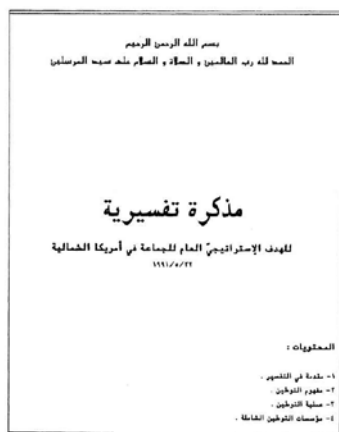 بسم الله الرحمن الرحيم
الحمد لله رب العالمين و الصلاة و السلام على سيد المرسلين
مذكرة تفسيرية
للهدف الإستراتيجيّ العام للجماعة في أمريكا الشمالية
١٩٩١/٥/٢٢
المحتويات :
١- مقدمة في التفسير .
٢- مفهوم التوطين .
٣- عملية التوطين .
٤- مؤسسات التوطين الشاملة .